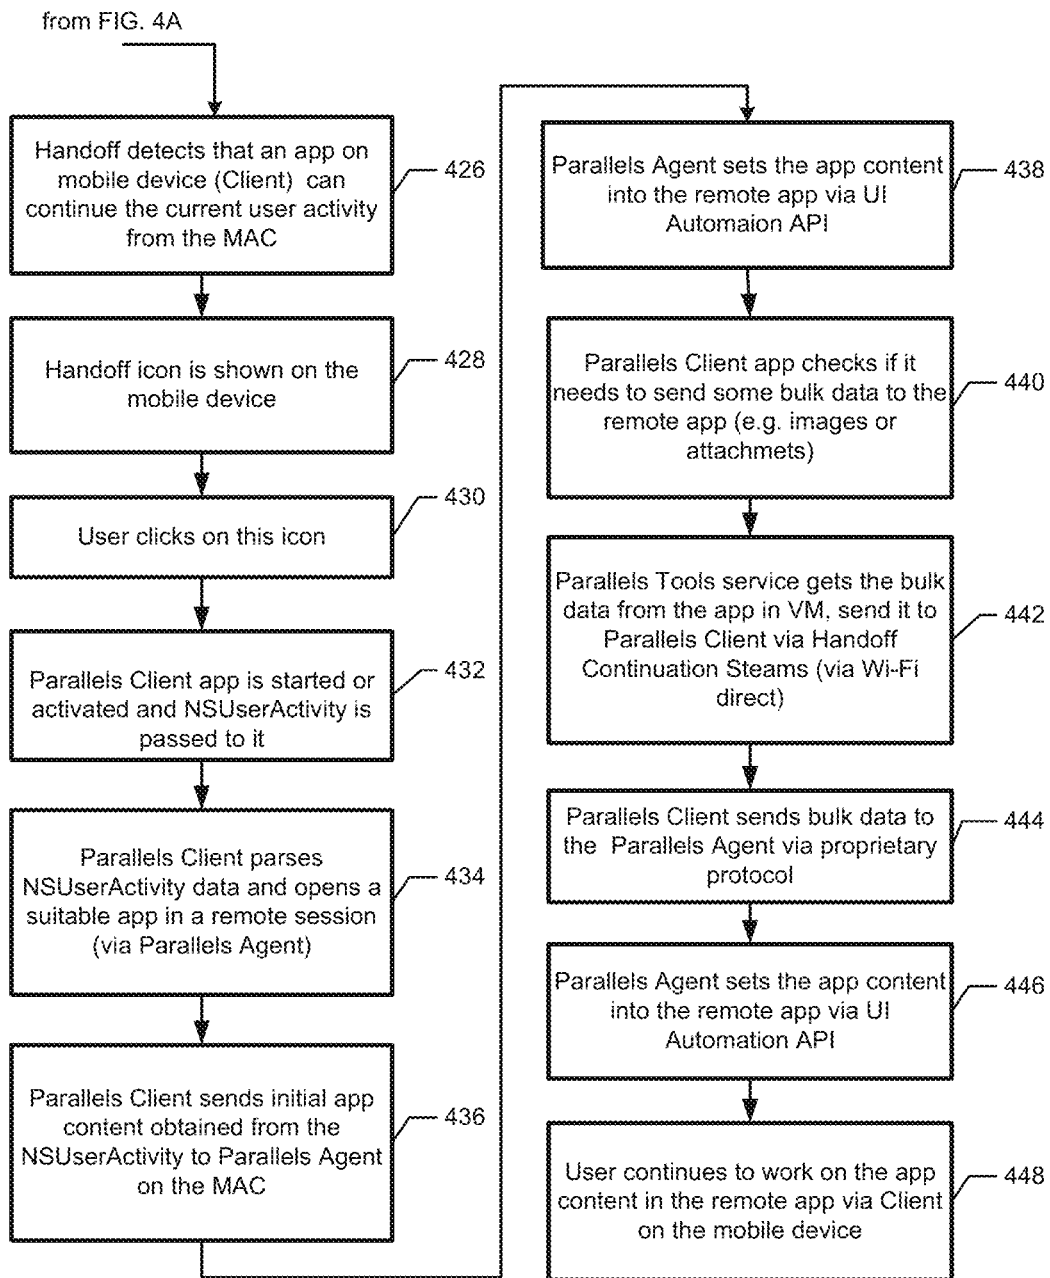 from FIG. 4A
Handoff detects that an app on
mobile device (Client) can
continue the current user activity
from the MAC
426
Handoff icon is shown on the
mobile device
428
User clicks on this icon
430
Parallels Client app is started or
activated and NSUserActivity is
passed to it
432
Parallels Client parses
NSUserActivity data and opens a
suitable app in a remote session
(via Parallels Agent)
434
Parallels Client sends initial app
content obtained from the
NSUserActivity to Parallels Agent
on the MAC
436
Parallels Agent sets the app content
into the remote app via UI
Automaion API
438
Parallels Client app checks if it
needs to send some bulk data to the
remote app (e.g. images or
attachmets)
440
Parallels Tools service gets the bulk
data from the app in VM, send it to
Parallels Client via Handoff
Continuation Steams (via Wi-Fi
direct)
442
Parallels Client sends bulk data to
the Parallels Agent via proprietary
protocol
444
Parallels Agent sets the app content
into the remote app via UI
Automation API
446
User continues to work on the app
content in the remote app via Client
on the mobile device
448